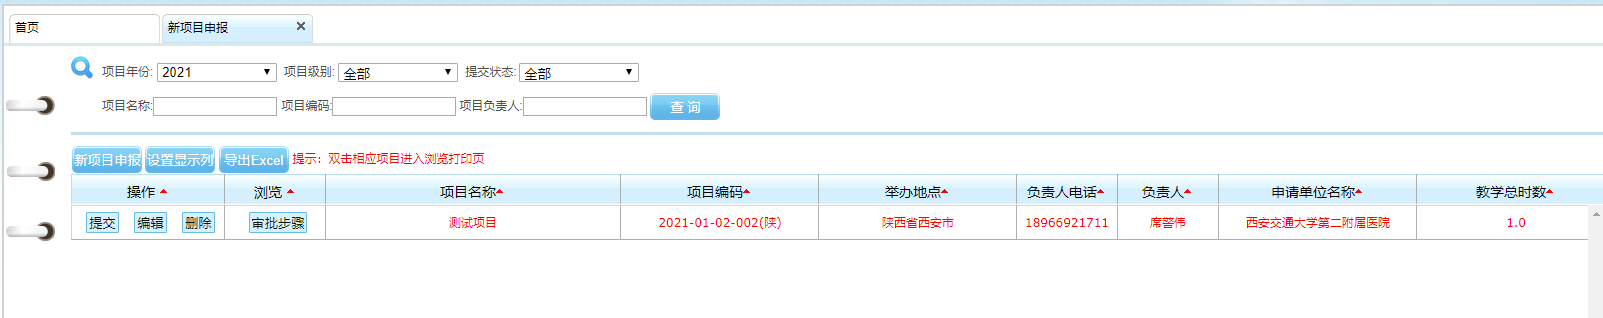 首页 新项目申报
项目年份: 2021 项目级别: 全部 提交状态: 全部
项目名称: 项目编码: 项目负责人: 查 询
新项目申报 设置显示列 导出Excel 提示：双击相应项目进入浏览打印页
操作 浏览 项目名称 项目编码 举办地点 负责人电话 负责人 申请单位名称 教学总时数
提交 编辑 删除 审批步骤 测试项目 2021-01-02-002(陕) 陕西省西安市 18966921711 席警伟 西安交通大学第二附属医院 1.0